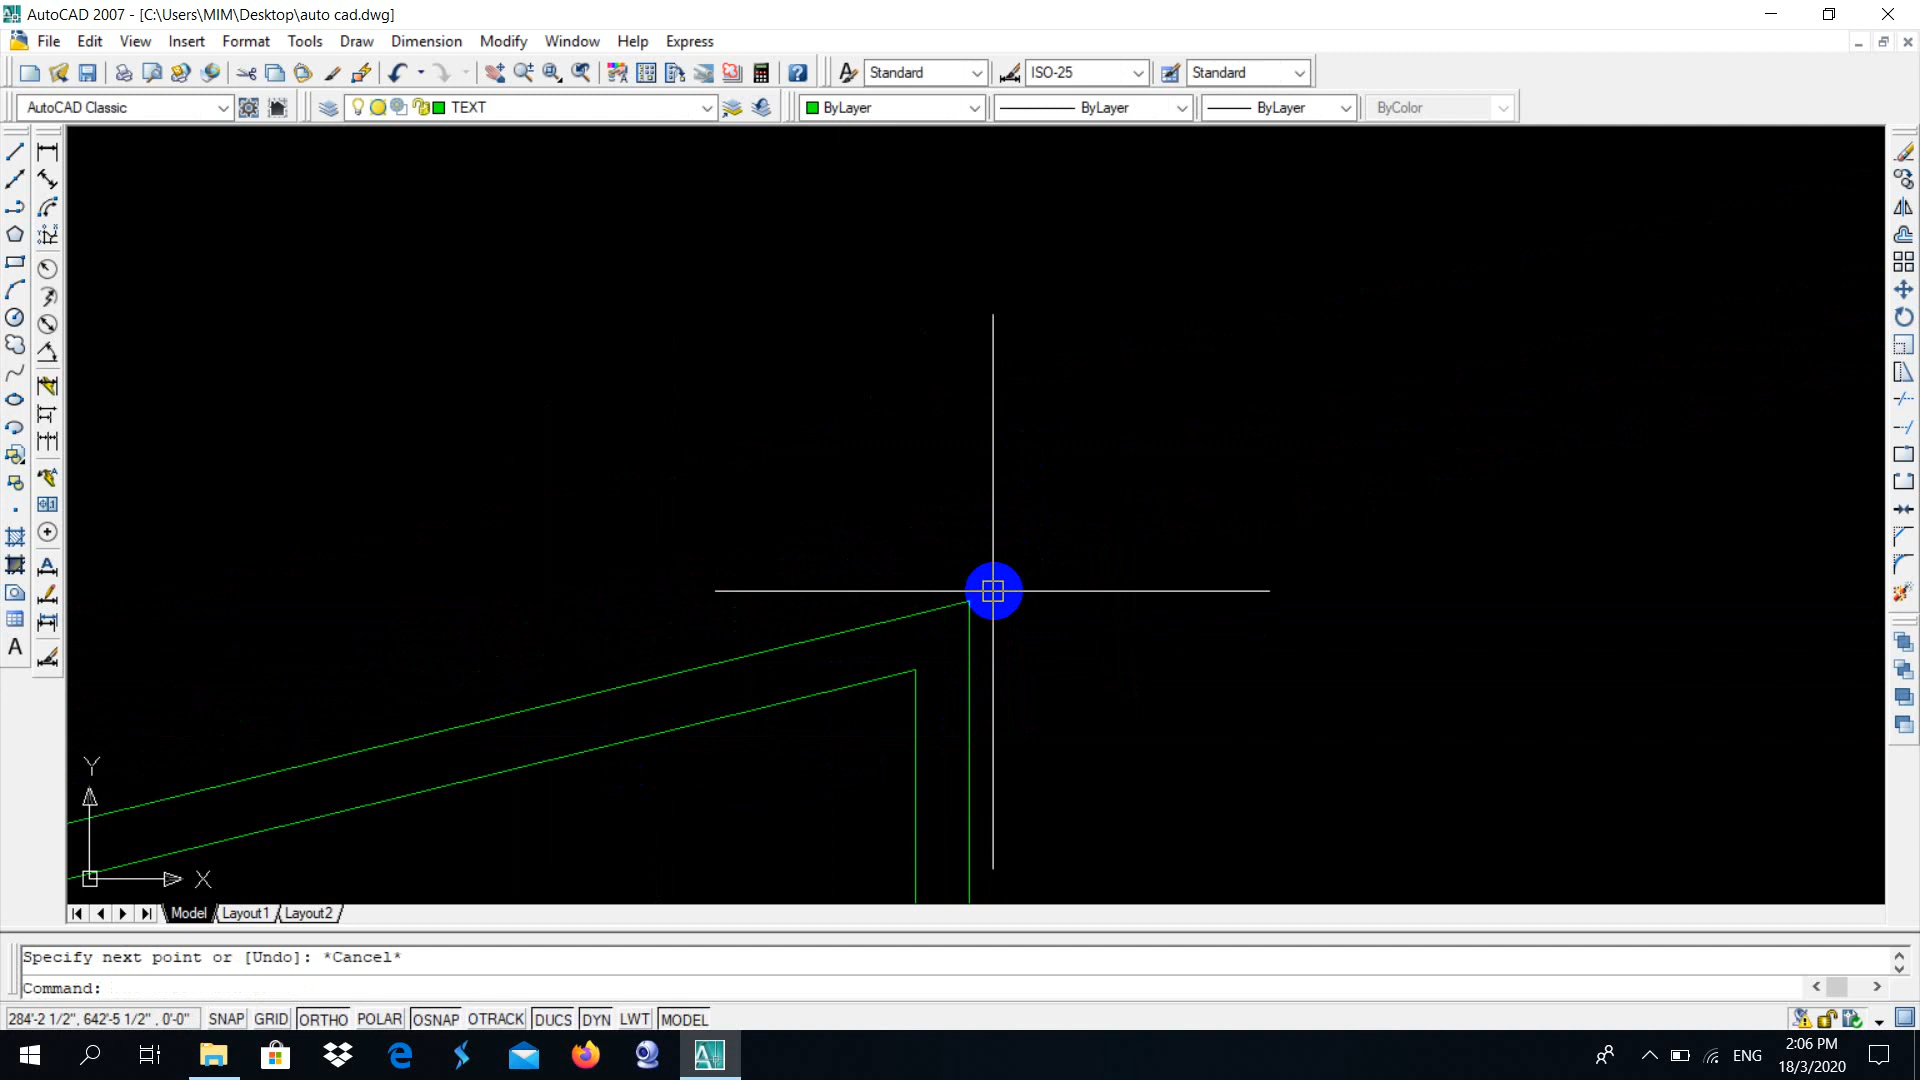 AutoCAD 2007 - [C:\Users\MIM\Desktop\auto cad.dwg]
File Edit View Insert Format Tools Draw Dimension Modify Window Help Express
Standard ISO-25 Standard
AutoCAD Classic TEXT ByLayer ByLayer ByLayer ByColor
A
Y
X
Model Layout1 Layout2
Specify next point or [Undo]: *Cancel*
Command:
284'-2 1/2", 642'-5 1/2" , 0'-0" SNAP GRID ORTHO POLAR OSNAP OTRACK DUCS DYN LWT MODEL
ENG
2:06 PM
18/3/2020